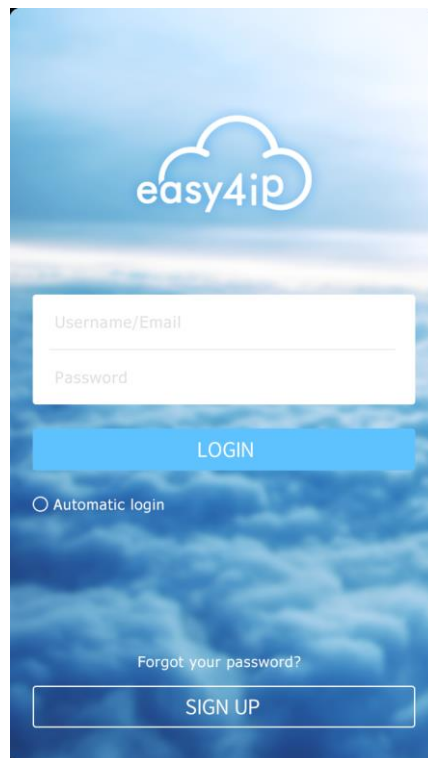 easy4ip
Username/Email
Password
LOGIN
Automatic login
Forgot your password?
SIGN UP